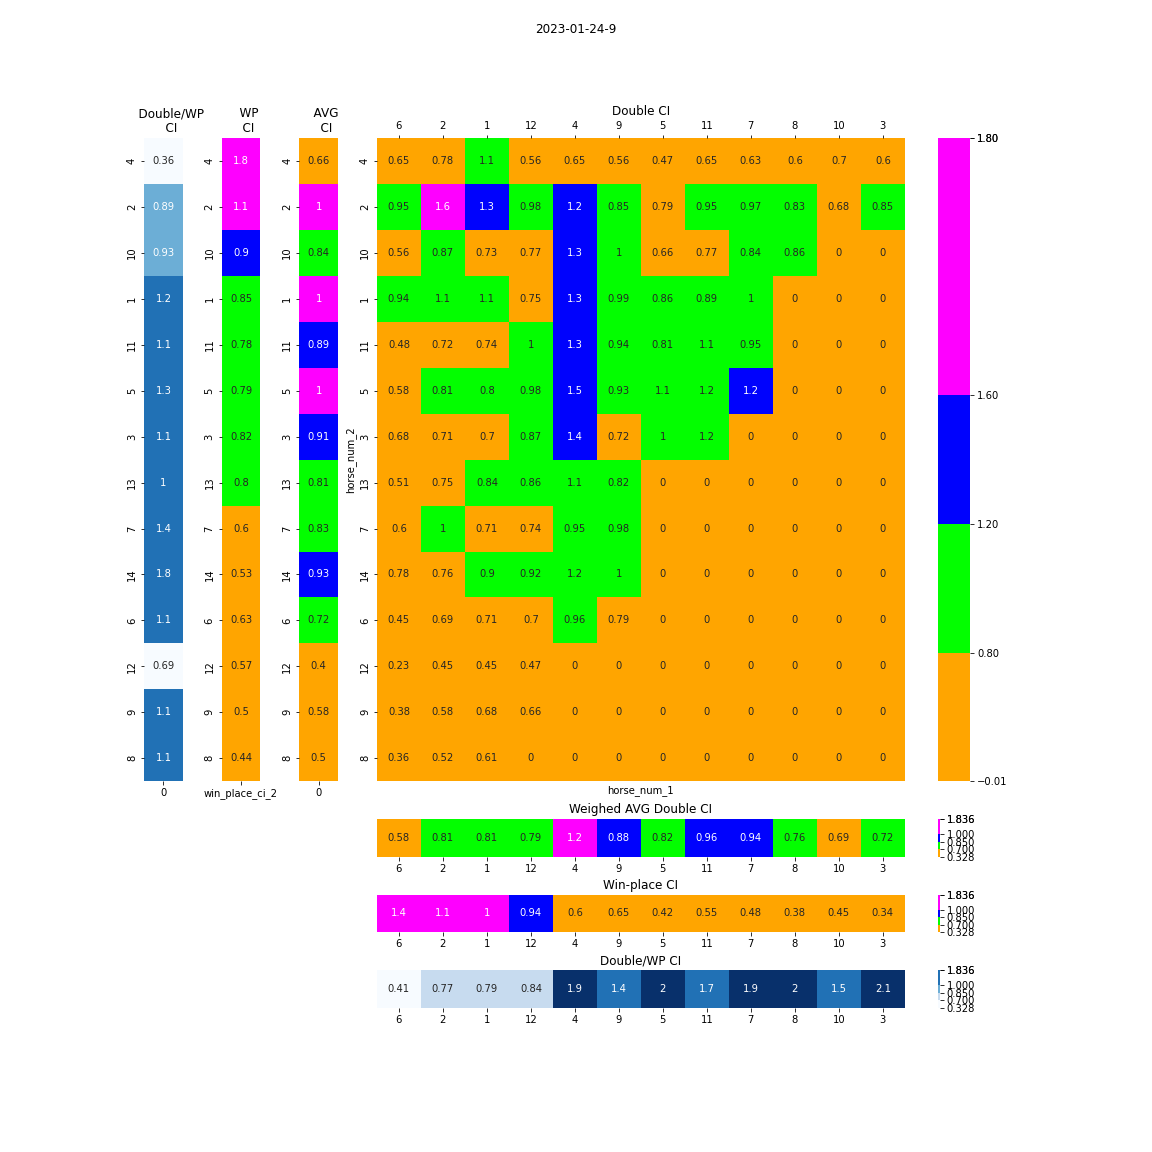 2023-01-24-9
Double/WP CI
WP CI
AVG CI
Double CI
6 2 1 12 4 9 5 11 7 8 10 3
4 0.36 4 1.8 4 0.66 4 0.65 0.78 1.1 0.56 0.65 0.56 0.47 0.65 0.63 0.6 0.7 0.6
2 0.89 2 1.1 2 1 2 0.95 1.6 1.3 0.98 1.2 0.85 0.79 0.95 0.97 0.83 0.68 0.85
10 0.93 10 0.9 10 0.84 10 0.56 0.87 0.73 0.77 1.3 1 0.66 0.77 0.84 0.86 0 0
1 1.2 1 0.85 1 1 1 0.94 1.1 1.1 0.75 1.3 0.99 0.86 0.89 1 0 0 0
11 1.1 11 0.78 11 0.89 11 0.48 0.72 0.74 1 1.3 0.94 0.81 1.1 0.95 0 0 0
5 1.3 5 0.79 5 1 5 0.58 0.81 0.8 0.98 1.5 0.93 1.1 1.2 1.2 0 0 0
3 1.1 3 0.82 3 0.91 3 0.68 0.71 0.7 0.87 1.4 0.72 1 1.2 0 0 0 0
13 1 13 0.8 13 0.81 13 0.51 0.75 0.84 0.86 1.1 0.82 0 0 0 0 0 0
7 1.4 7 0.6 7 0.83 7 0.6 1 0.71 0.74 0.95 0.98 0 0 0 0 0 0
14 1.8 14 0.53 14 0.93 14 0.78 0.76 0.9 0.92 1.2 1 0 0 0 0 0 0
6 1.1 6 0.63 6 0.72 6 0.45 0.69 0.71 0.7 0.96 0.79 0 0 0 0 0 0
12 0.69 12 0.57 12 0.4 12 0.23 0.45 0.45 0.47 0 0 0 0 0 0 0 0
9 1.1 9 0.5 9 0.58 9 0.38 0.58 0.68 0.66 0 0 0 0 0 0 0 0
8 1.1 8 0.44 8 0.5 8 0.36 0.52 0.61 0 0 0 0 0 0 0 0 0
horse_num_2
0 win_place_ci_2 0 horse_num_1
1.80
1.60
1.20
0.80
−0.01
Weighed AVG Double CI
0.58 0.81 0.81 0.79 1.2 0.88 0.82 0.96 0.94 0.76 0.69 0.72
6 2 1 12 4 9 5 11 7 8 10 3
1.836
1.000
0.850
0.700
0.328
Win-place CI
1.4 1.1 1 0.94 0.6 0.65 0.42 0.55 0.48 0.38 0.45 0.34
6 2 1 12 4 9 5 11 7 8 10 3
1.836
1.000
0.850
0.700
0.328
Double/WP CI
0.41 0.77 0.79 0.84 1.9 1.4 2 1.7 1.9 2 1.5 2.1
6 2 1 12 4 9 5 11 7 8 10 3
1.836
1.000
0.850
0.700
0.328